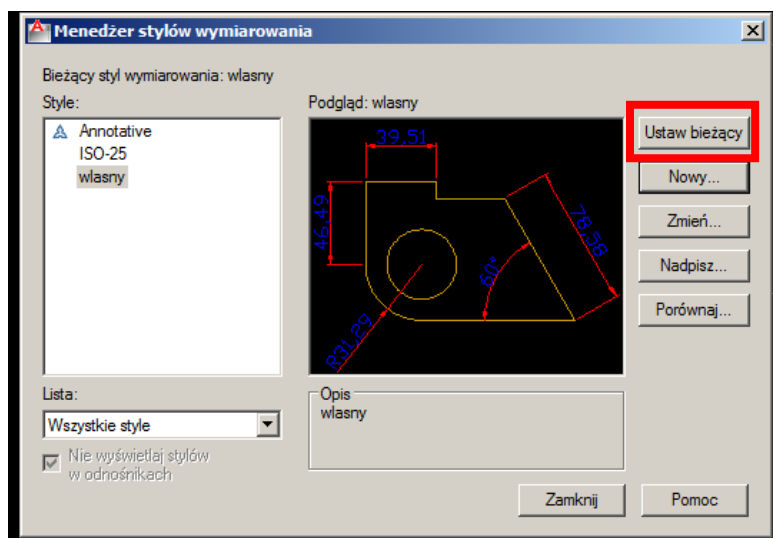 Menedżer stylów wymiarowania
Bieżący styl wymiarowania: wlasny
Style:
Annotative
ISO-25
wlasny
Podgląd: wlasny
39,51
46,49
78,58
60°
R31,29
Ustaw bieżący
Nowy...
Zmień...
Nadpisz...
Porównaj...
Lista:
Wszystkie style
Nie wyświetlaj stylów
w odnośnikach
Opis
wlasny
Zamknij
Pomoc